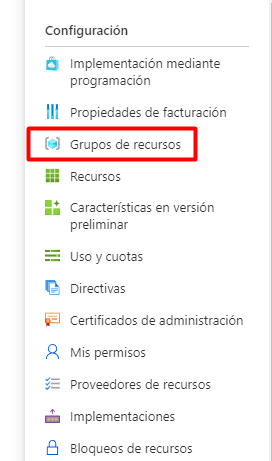 Configuración
Implementación mediante
programación
Propiedades de facturación
Grupos de recursos
Recursos
Características en versión
preliminar
Uso y cuotas
Directivas
Certificados de administración
Mis permisos
Proveedores de recursos
Implementaciones
Bloqueos de recursos